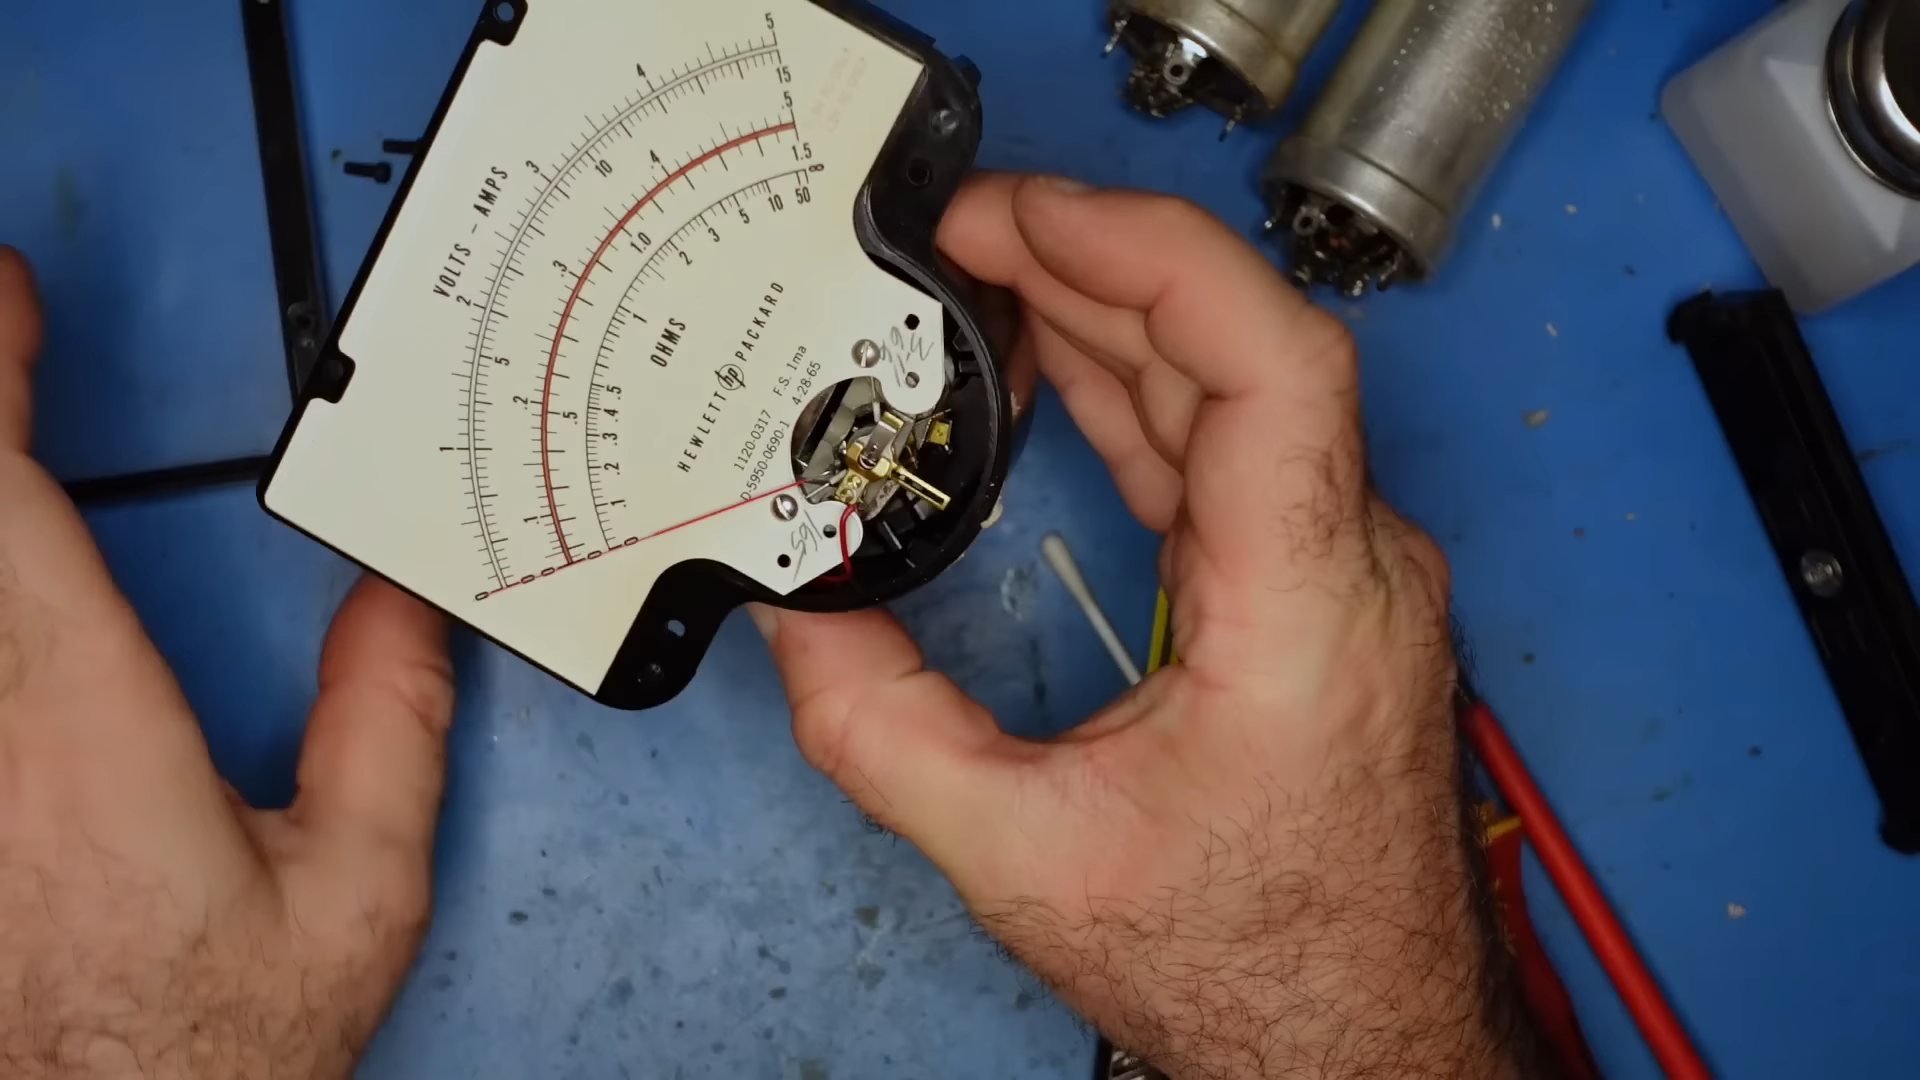 VOLTS - AMPS
0 1 2 3 4 5
5 10 15
0 .1 .2 .3 .4 .5
0 .5 1.0 1.5
0 .1 .2 .3 .4 .5 1 2 3 5 10 50 ∞
OHMS
HEWLETT hp PACKARD
1120-0317 F.S. 1ma
D-5950-0690-1 4-28-65